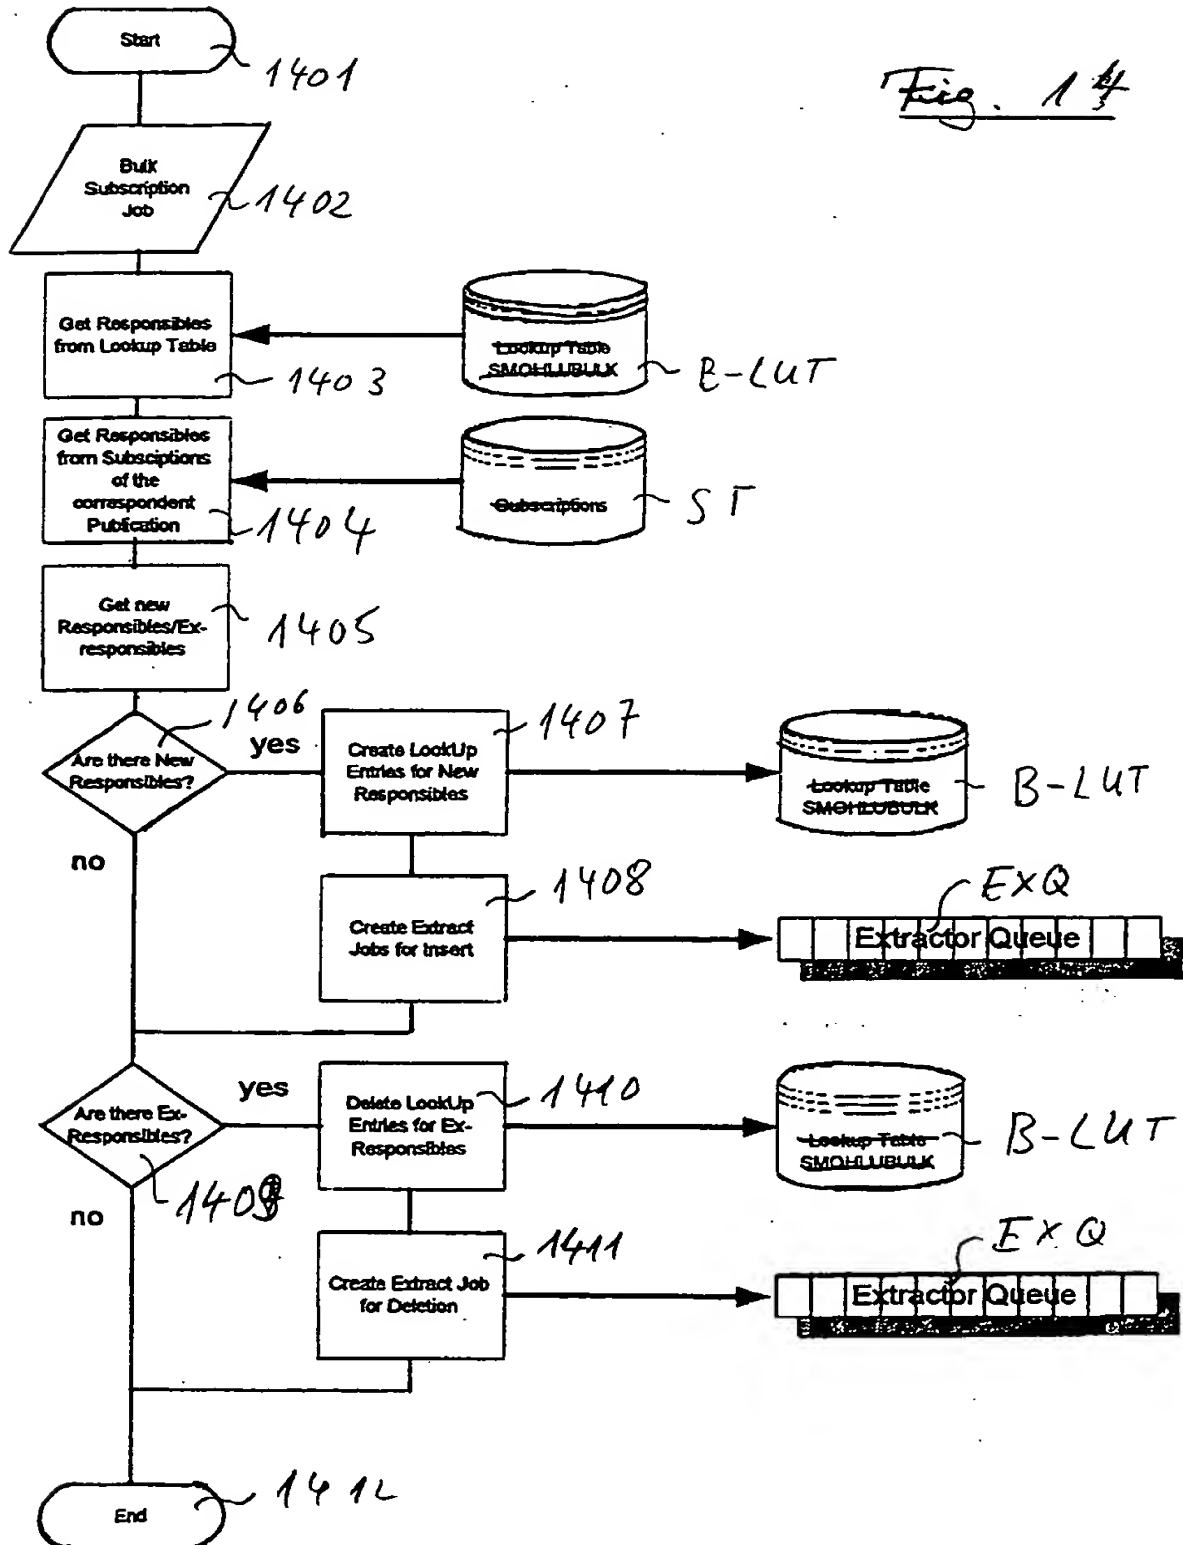 Start
1401
Fig. 14
Bulk
Subscription
Job
1402
Get Responsibles
from Lookup Table
1403
Lookup Table
SMOHLUBULK
B-LUT
Get Responsibles
from Subsciptions
of the
correspondent
Publication
1404
Subscriptions
ST
Get new
Responsibles/Ex-
responsibles
1405
1406
Are there New
Responsibles?
yes
no
Create LookUp
Entries for New
Responsibles
1407
Lookup Table
SMOHLUBULK
B-LUT
Create Extract
Jobs for Insert
1408
EXQ
Extractor Queue
Are there Ex-
Responsibles?
yes
no
1409
Delete LookUp
Entries for Ex-
Responsibles
1410
Lookup Table
SMOHLUBULK
B-LUT
Create Extract Job
for Deletion
1411
EXQ
Extractor Queue
End
1412